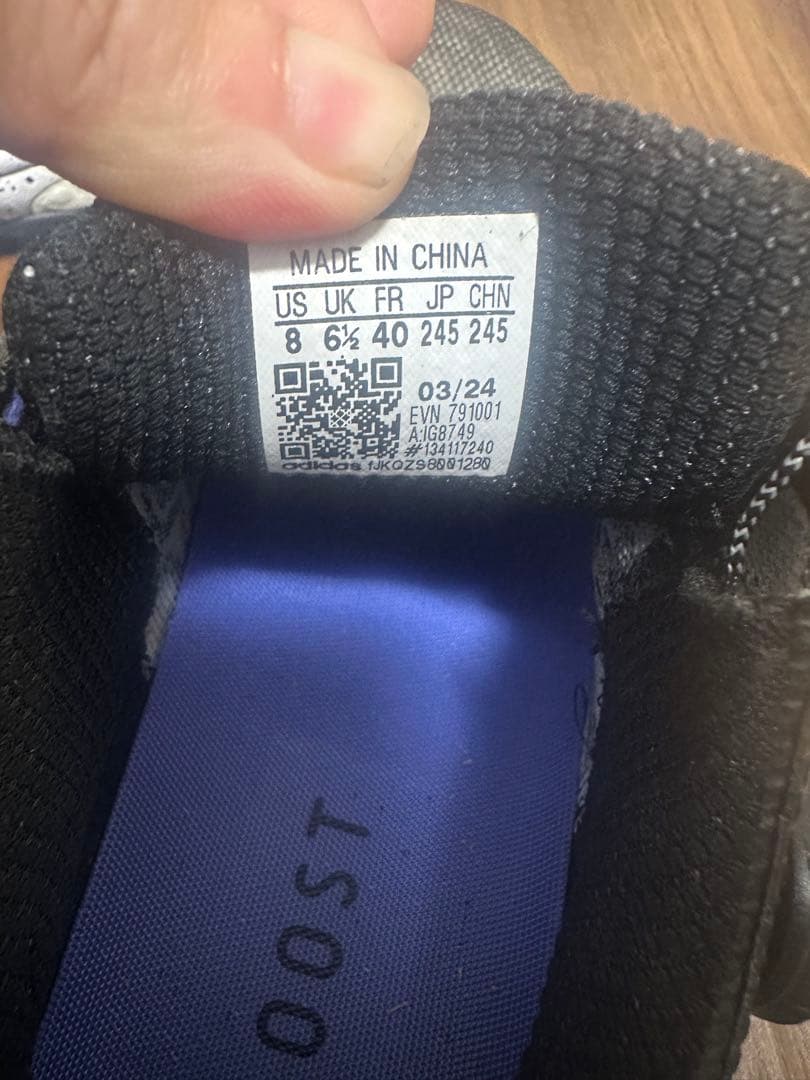 MADE IN CHINA
US UK FR JP CHN
8 6½ 40 245 245
03/24
EVN 791001
A:IG8749
#134117240
adidas 1JKQZ98001280
OOST